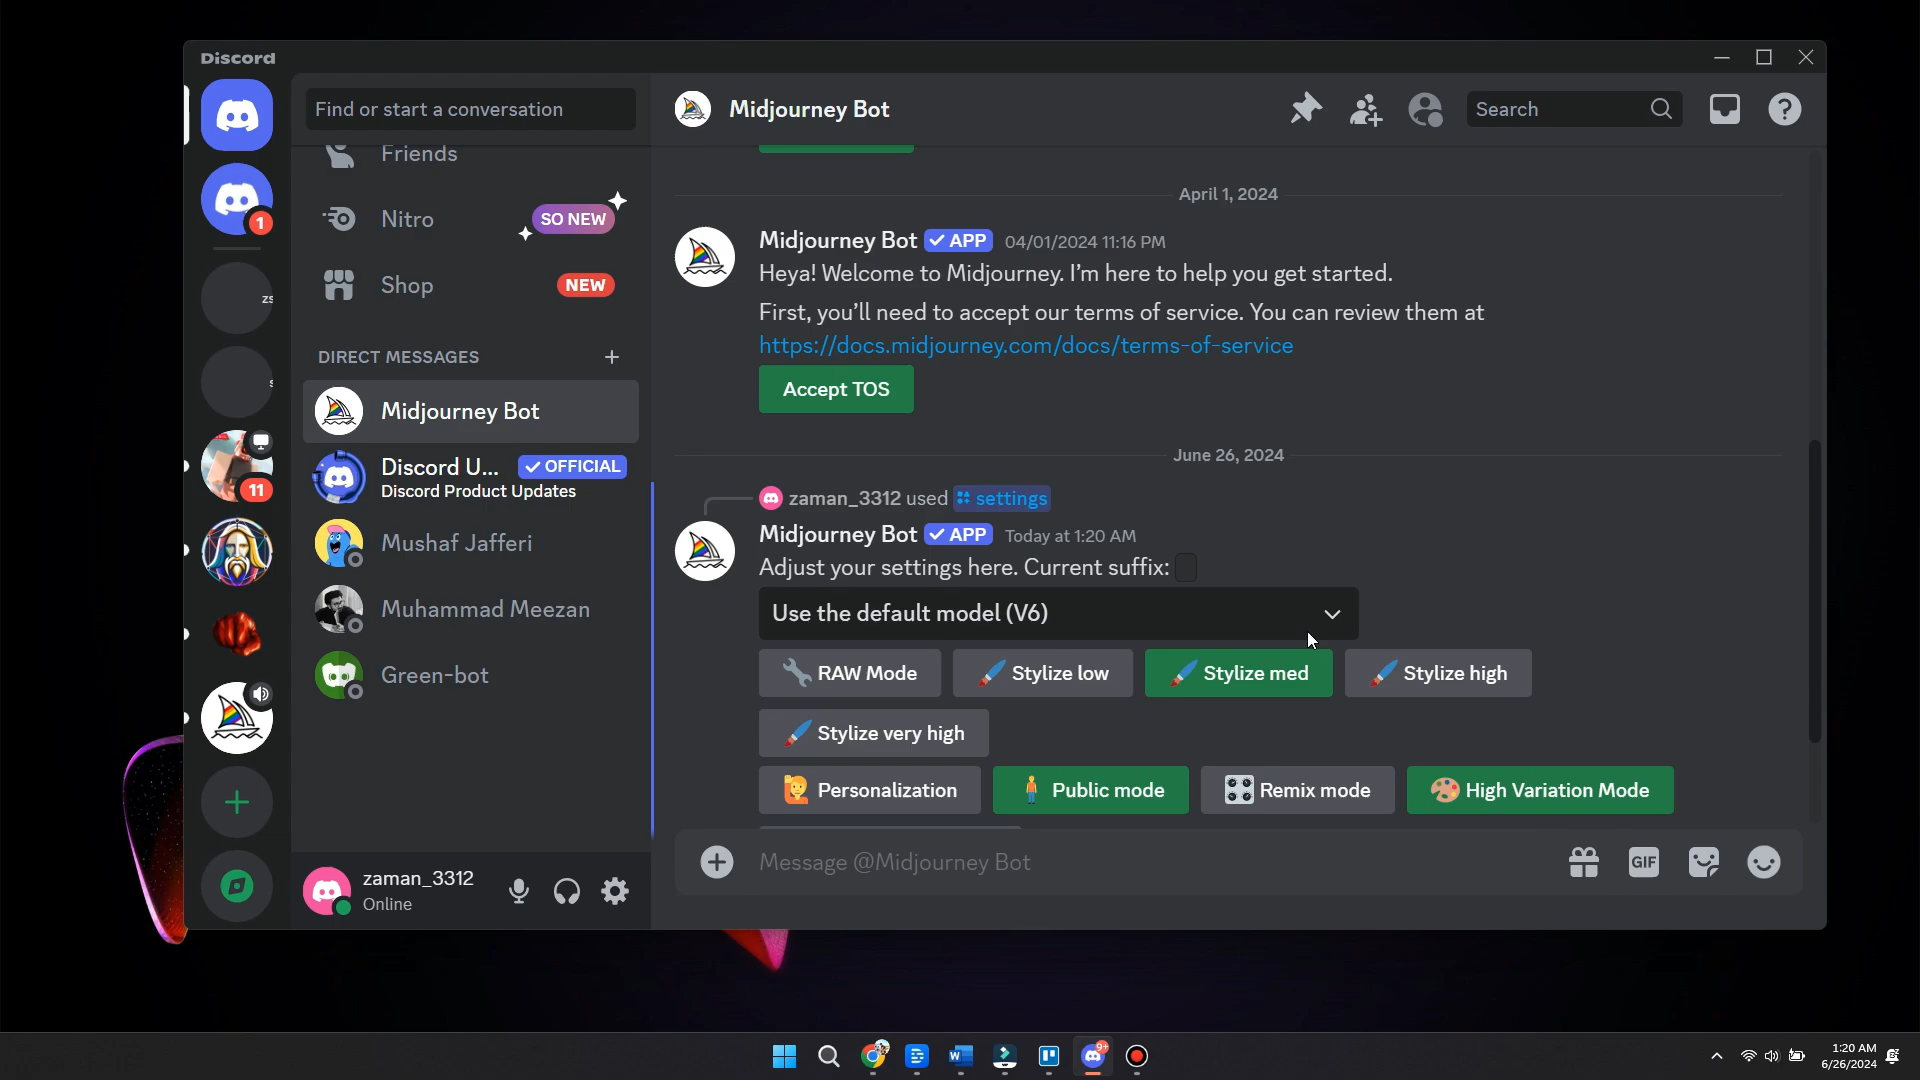 Discord
Find or start a conversation
Friends
Nitro
SO NEW
Shop
NEW
DIRECT MESSAGES
Midjourney Bot
Discord U... OFFICIAL
Discord Product Updates
Mushaf Jafferi
Muhammad Meezan
Green-bot
zaman_3312
Online
1
zs
s
11
Midjourney Bot
Search
April 1, 2024
Midjourney Bot APP 04/01/2024 11:16 PM
Heya! Welcome to Midjourney. I’m here to help you get started.
First, you’ll need to accept our terms of service. You can review them at
https://docs.midjourney.com/docs/terms-of-service
Accept TOS
June 26, 2024
zaman_3312 used settings
Midjourney Bot APP Today at 1:20 AM
Adjust your settings here. Current suffix:
Use the default model (V6)
RAW Mode Stylize low Stylize med Stylize high
Stylize very high
Personalization Public mode Remix mode High Variation Mode
Message @Midjourney Bot
GIF
9+
1:20 AM
6/26/2024